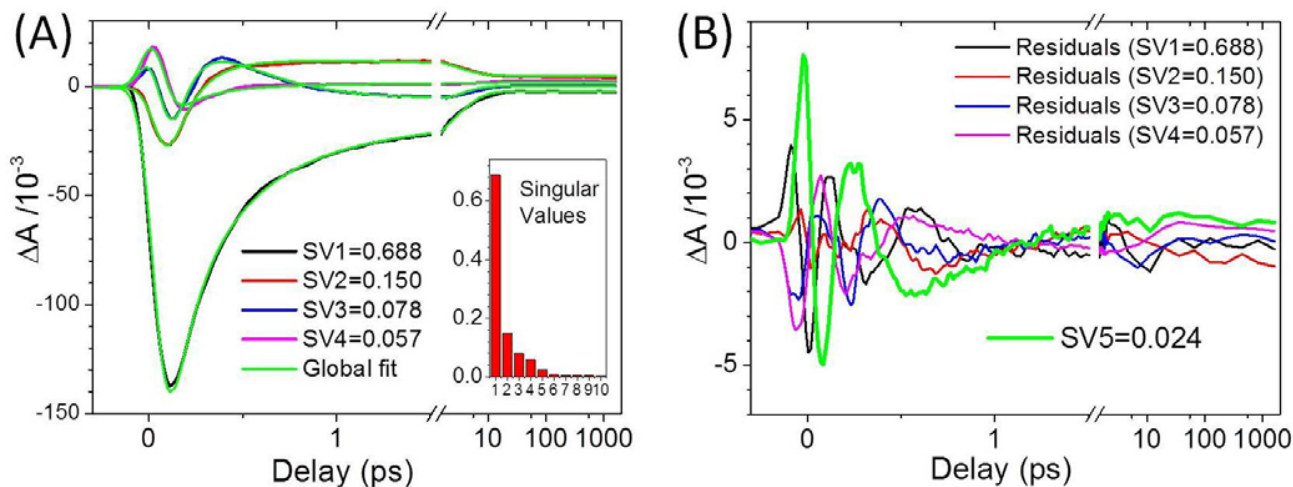 (A)
ΔA /10⁻³
0
-50
-100
-150
SV1=0.688
SV2=0.150
SV3=0.078
SV4=0.057
Global fit
Singular
Values
0.6
0.4
0.2
0.0
1 2 3 4 5 6 7 8 9 10
0 1 10 100 1000
Delay (ps)
(B)
ΔA /10⁻³
5
0
-5
Residuals (SV1=0.688)
Residuals (SV2=0.150)
Residuals (SV3=0.078)
Residuals (SV4=0.057)
SV5=0.024
0 1 10 100 1000
Delay (ps)